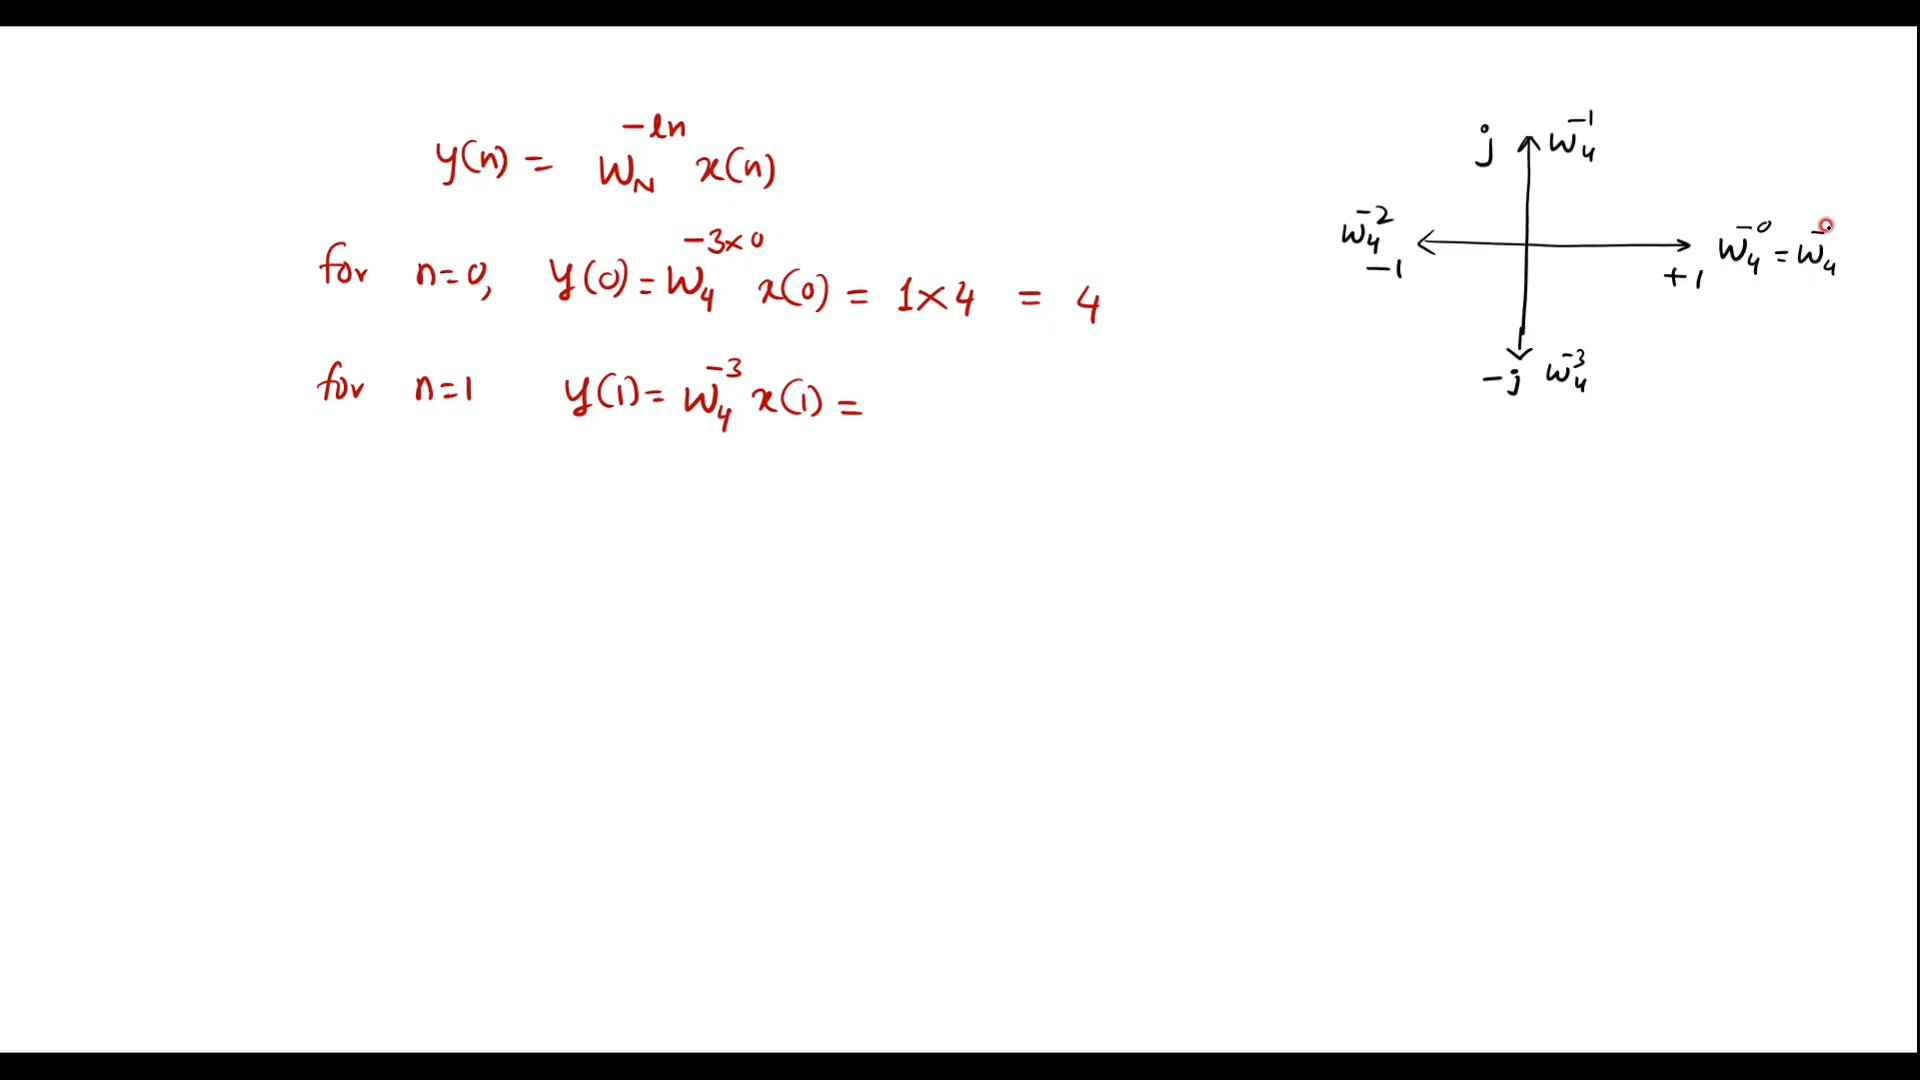 y(n) = W_N^{-ln} x(n)
for n=0, y(0) = W_4^{-3×0} x(0) = 1×4 = 4
for n=1 y(1) = W_4^{-3} x(1) =
j W_4^{-1}
W_4^{-2} W_4^{-0} = W_4^{-}
-1 +1
-j W_4^{-3}